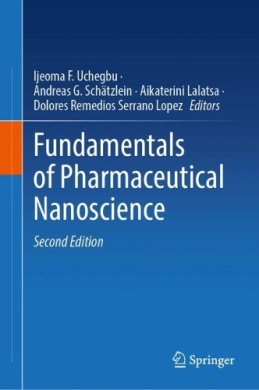 Ijeoma F. Uchegbu ·
Andreas G. Schätzlein · Aikaterini Lalatsa ·
Dolores Remedios Serrano Lopez Editors
Fundamentals
of Pharmaceutical
Nanoscience
Second Edition
Springer